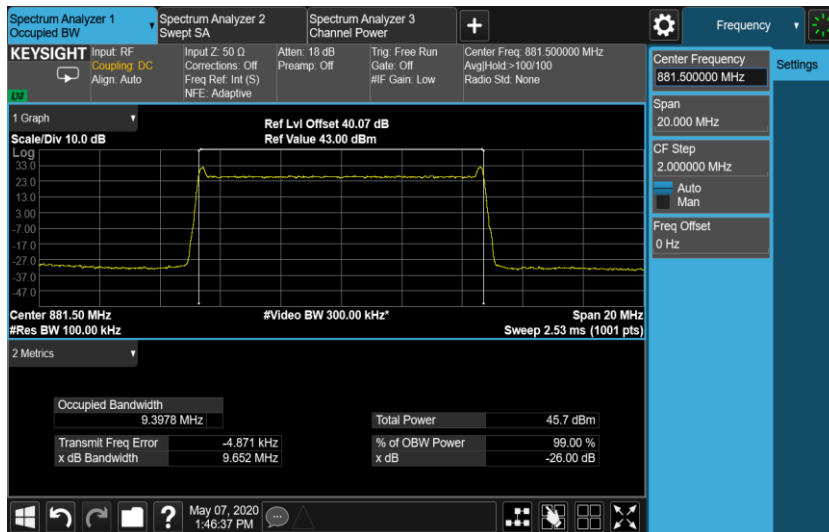 Spectrum Analyzer 1
Occupied BW
Spectrum Analyzer 2
Swept SA
Spectrum Analyzer 3
Channel Power
Frequency
KEYSIGHT
Input: RF
Coupling: DC
Align: Auto
Input Z: 50 Ω
Corrections: Off
Freq Ref: Int (S)
NFE: Adaptive
Atten: 18 dB
Preamp: Off
Trig: Free Run
Gate: Off
#IF Gain: Low
Center Freq: 881.500000 MHz
Avg|Hold:>100/100
Radio Std: None
LXI
1 Graph
Scale/Div 10.0 dB
Ref Lvl Offset 40.07 dB
Ref Value 43.00 dBm
Log
33.0
23.0
13.0
3.00
-7.00
-17.0
-27.0
-37.0
-47.0
Center 881.50 MHz
#Video BW 300.00 kHz*
Span 20 MHz
#Res BW 100.00 kHz
Sweep 2.53 ms (1001 pts)
2 Metrics
Occupied Bandwidth
9.3978 MHz
Total Power 45.7 dBm
Transmit Freq Error -4.871 kHz
% of OBW Power 99.00 %
x dB Bandwidth 9.652 MHz
x dB -26.00 dB
Center Frequency
881.500000 MHz
Settings
Span
20.000 MHz
CF Step
2.000000 MHz
Auto
Man
Freq Offset
0 Hz
May 07, 2020
1:46:37 PM